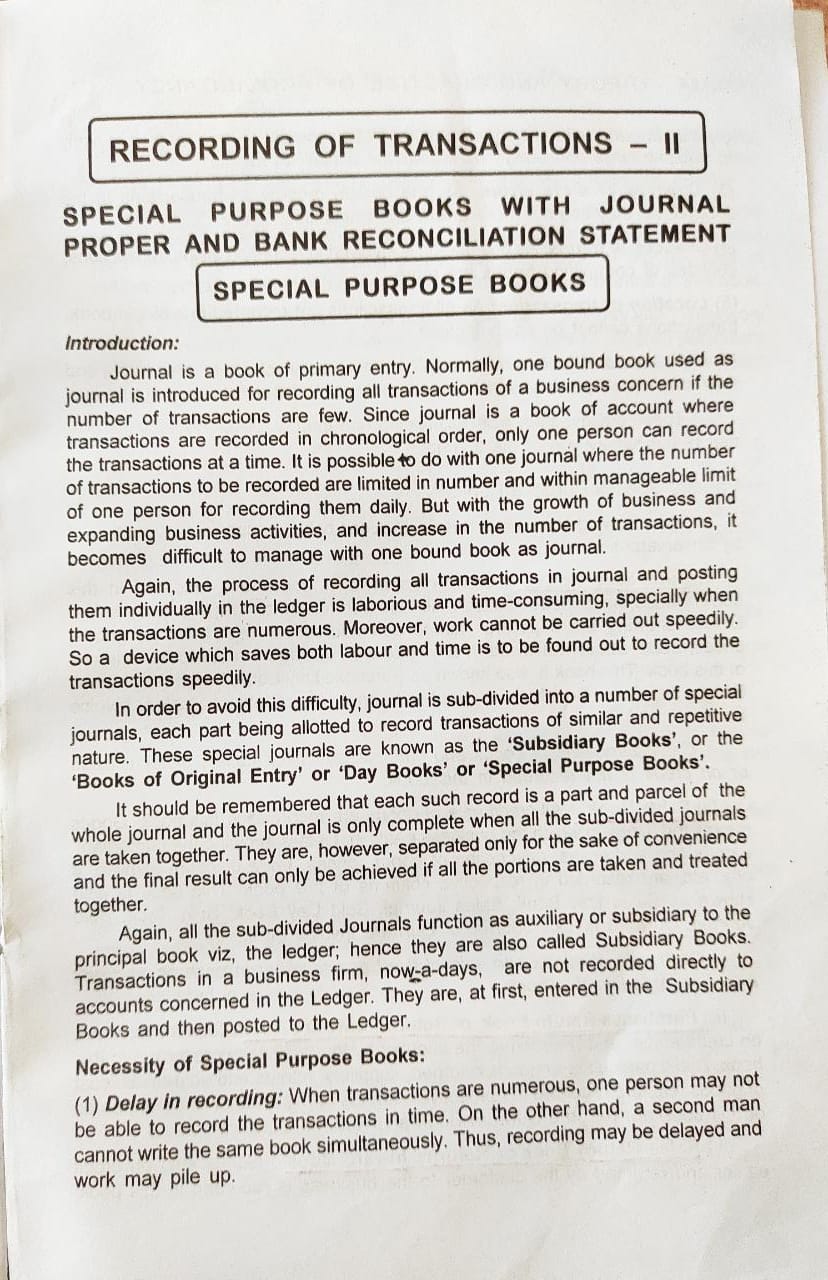 RECORDING OF TRANSACTIONS – II
SPECIAL PURPOSE BOOKS WITH JOURNAL
PROPER AND BANK RECONCILIATION STATEMENT
SPECIAL PURPOSE BOOKS
Introduction:
Journal is a book of primary entry. Normally, one bound book used as
journal is introduced for recording all transactions of a business concern if the
number of transactions are few. Since journal is a book of account where
transactions are recorded in chronological order, only one person can record
the transactions at a time. It is possible to do with one journal where the number
of transactions to be recorded are limited in number and within manageable limit
of one person for recording them daily. But with the growth of business and
expanding business activities, and increase in the number of transactions, it
becomes difficult to manage with one bound book as journal.
Again, the process of recording all transactions in journal and posting
them individually in the ledger is laborious and time-consuming, specially when
the transactions are numerous. Moreover, work cannot be carried out speedily.
So a device which saves both labour and time is to be found out to record the
transactions speedily.
In order to avoid this difficulty, journal is sub-divided into a number of special
journals, each part being allotted to record transactions of similar and repetitive
nature. These special journals are known as the ‘Subsidiary Books’, or the
‘Books of Original Entry’ or ‘Day Books’ or ‘Special Purpose Books’.
It should be remembered that each such record is a part and parcel of the
whole journal and the journal is only complete when all the sub-divided journals
are taken together. They are, however, separated only for the sake of convenience
and the final result can only be achieved if all the portions are taken and treated
together.
Again, all the sub-divided Journals function as auxiliary or subsidiary to the
principal book viz, the ledger; hence they are also called Subsidiary Books.
Transactions in a business firm, now-a-days, are not recorded directly to
accounts concerned in the Ledger. They are, at first, entered in the Subsidiary
Books and then posted to the Ledger.
Necessity of Special Purpose Books:
(1) Delay in recording: When transactions are numerous, one person may not
be able to record the transactions in time. On the other hand, a second man
cannot write the same book simultaneously. Thus, recording may be delayed and
work may pile up.